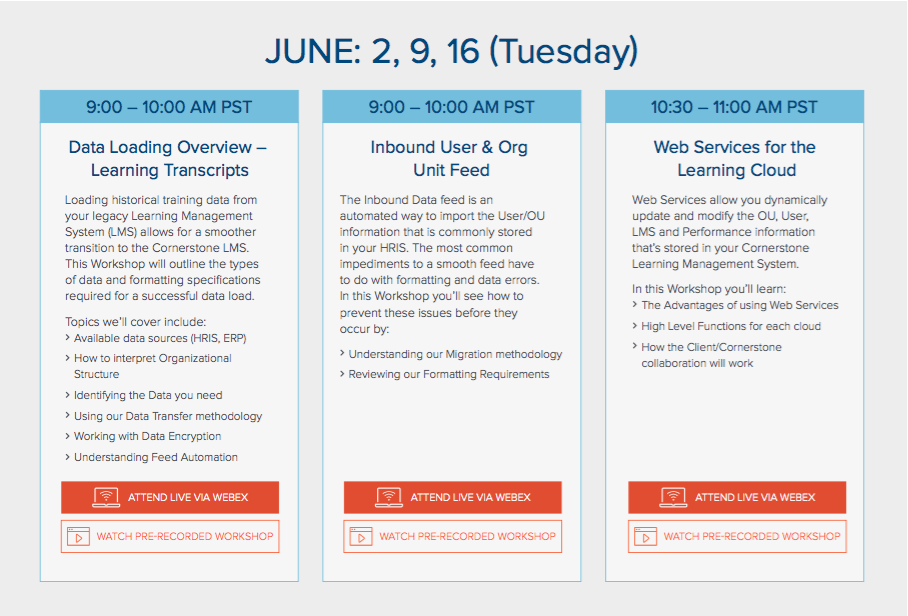 JUNE: 2, 9, 16 (Tuesday)
9:00 – 10:00 AM PST
Data Loading Overview –
Learning Transcripts
Loading historical training data from
your legacy Learning Management
System (LMS) allows for a smoother
transition to the Cornerstone LMS.
This Workshop will outline the types
of data and formatting specifications
required for a successful data load.
Topics we'll cover include:
› Available data sources (HRIS, ERP)
› How to interpret Organizational
Structure
› Identifying the Data you need
› Using our Data Transfer methodology
› Working with Data Encryption
› Understanding Feed Automation
ATTEND LIVE VIA WEBEX
WATCH PRE-RECORDED WORKSHOP
9:00 – 10:00 AM PST
Inbound User & Org
Unit Feed
The Inbound Data feed is an
automated way to import the User/OU
information that is commonly stored
in your HRIS. The most common
impediments to a smooth feed have
to do with formatting and data errors.
In this Workshop you'll see how to
prevent these issues before they
occur by:
› Understanding our Migration methodology
› Reviewing our Formatting Requirements
ATTEND LIVE VIA WEBEX
WATCH PRE-RECORDED WORKSHOP
10:30 – 11:00 AM PST
Web Services for the
Learning Cloud
Web Services allow you dynamically
update and modify the OU, User,
LMS and Performance information
that's stored in your Cornerstone
Learning Management System.
In this Workshop you'll learn:
› The Advantages of using Web Services
› High Level Functions for each cloud
› How the Client/Cornerstone
collaboration will work
ATTEND LIVE VIA WEBEX
WATCH PRE-RECORDED WORKSHOP